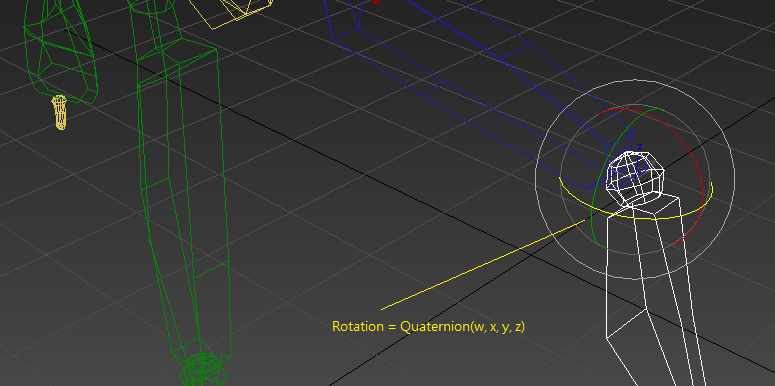 Rotation = Quaternion(w, x, y, z)